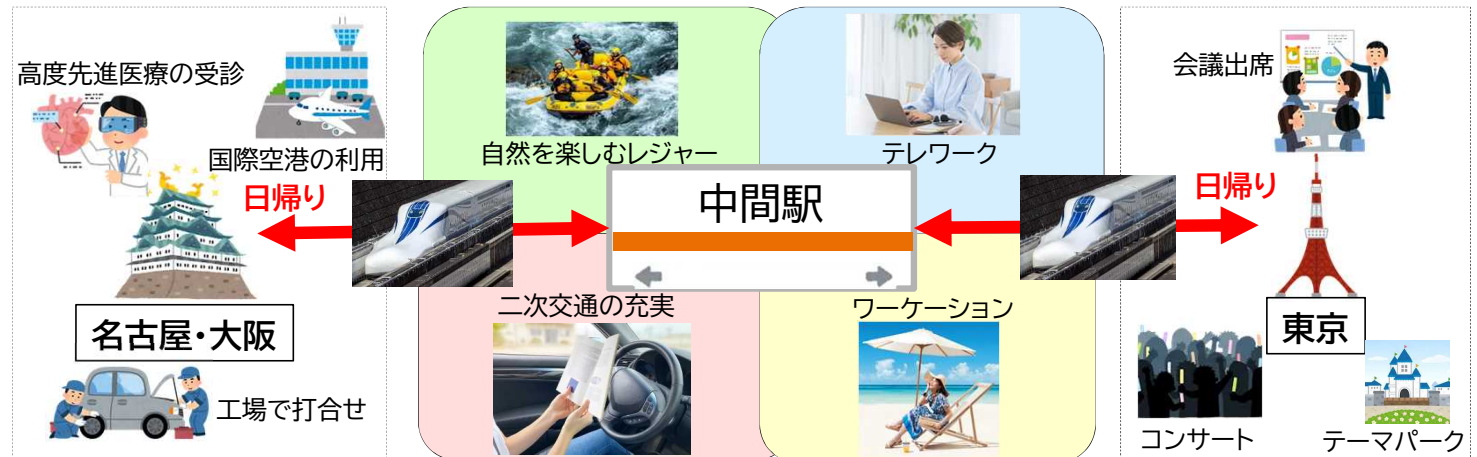 高度先進医療の受診
国際空港の利用
日帰り
名古屋・大阪
工場で打合せ
自然を楽しむレジャー
テレワーク
中間駅
二次交通の充実
ワーケーション
会議出席
日帰り
東京
コンサート
テーマパーク